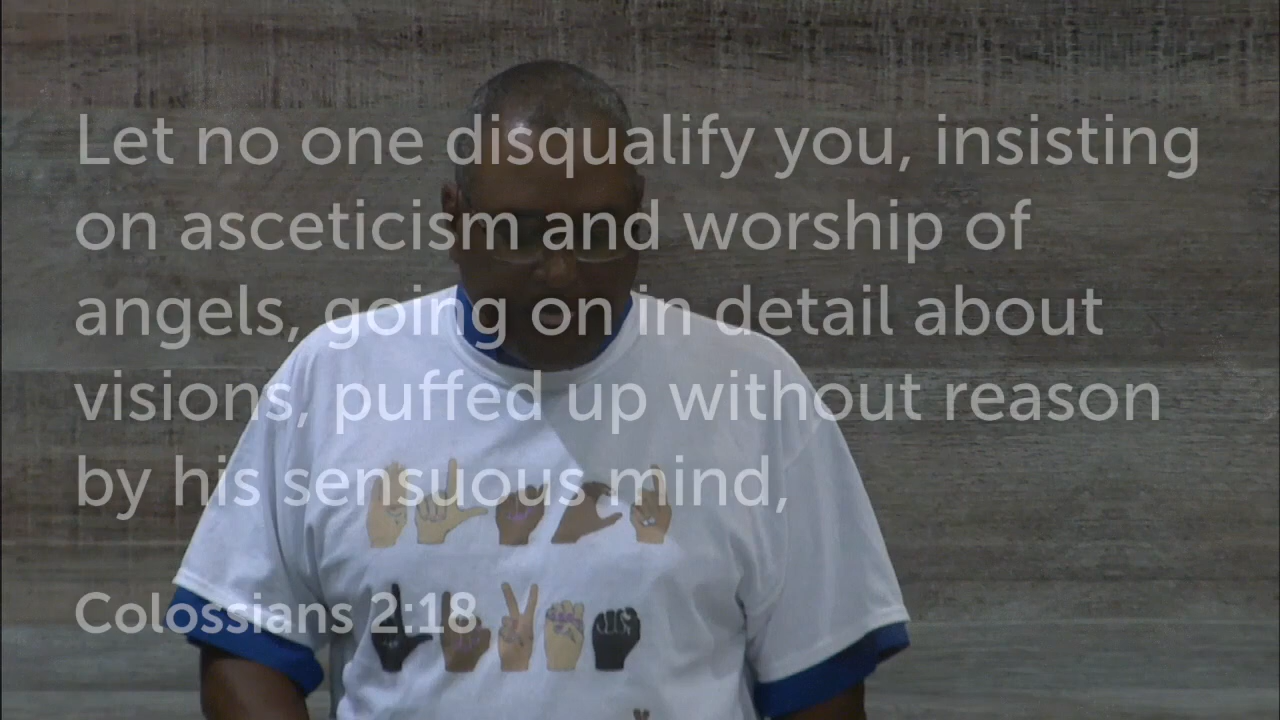 Let no one disqualify you, insisting
on asceticism and worship of
angels, going on in detail about
visions, puffed up without reason
by his sensuous mind,
Colossians 2:18